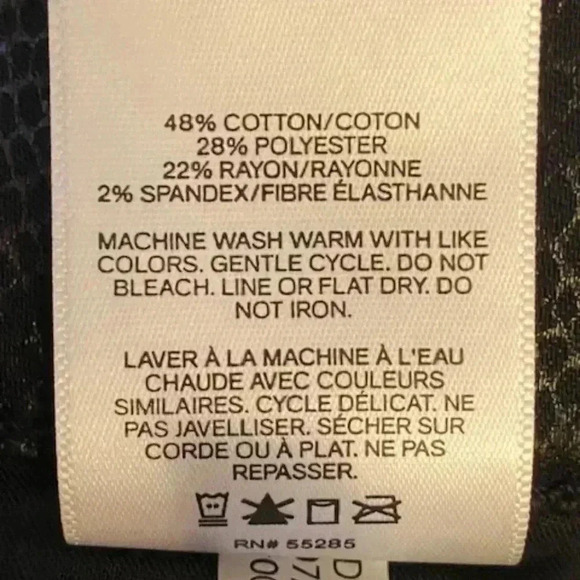 48% COTTON/COTON
28% POLYESTER
22% RAYON/RAYONNE
2% SPANDEX/FIBRE ÉLASTHANNE
MACHINE WASH WARM WITH LIKE
COLORS. GENTLE CYCLE. DO NOT
BLEACH. LINE OR FLAT DRY. DO
NOT IRON.
LAVER À LA MACHINE À L'EAU
CHAUDE AVEC COULEURS
SIMILAIRES. CYCLE DÉLICAT. NE
PAS JAVELLISER. SÉCHER SUR
CORDE OU À PLAT. NE PAS
REPASSER.
RN# 55285